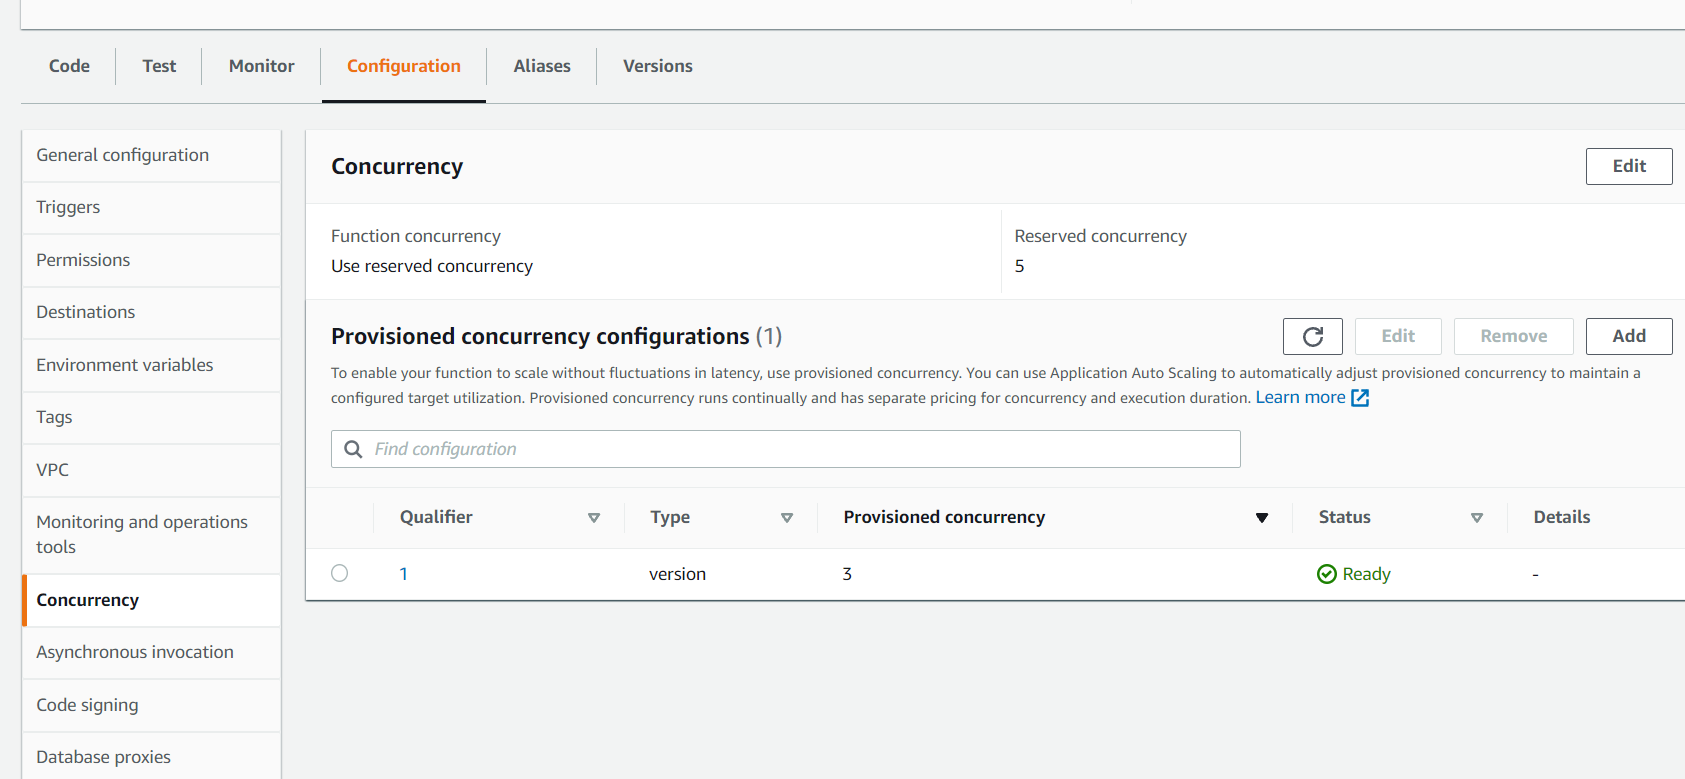 Code Test Monitor Configuration Aliases Versions
General configuration
Triggers
Permissions
Destinations
Environment variables
Tags
VPC
Monitoring and operations
tools
Concurrency
Asynchronous invocation
Code signing
Database proxies
Concurrency
Edit
Function concurrency
Use reserved concurrency
Reserved concurrency
5
Provisioned concurrency configurations (1)
Edit Remove Add
To enable your function to scale without fluctuations in latency, use provisioned concurrency. You can use Application Auto Scaling to automatically adjust provisioned concurrency to maintain a
configured target utilization. Provisioned concurrency runs continually and has separate pricing for concurrency and execution duration. Learn more
Find configuration
Qualifier Type Provisioned concurrency Status Details
1 version 3 Ready -